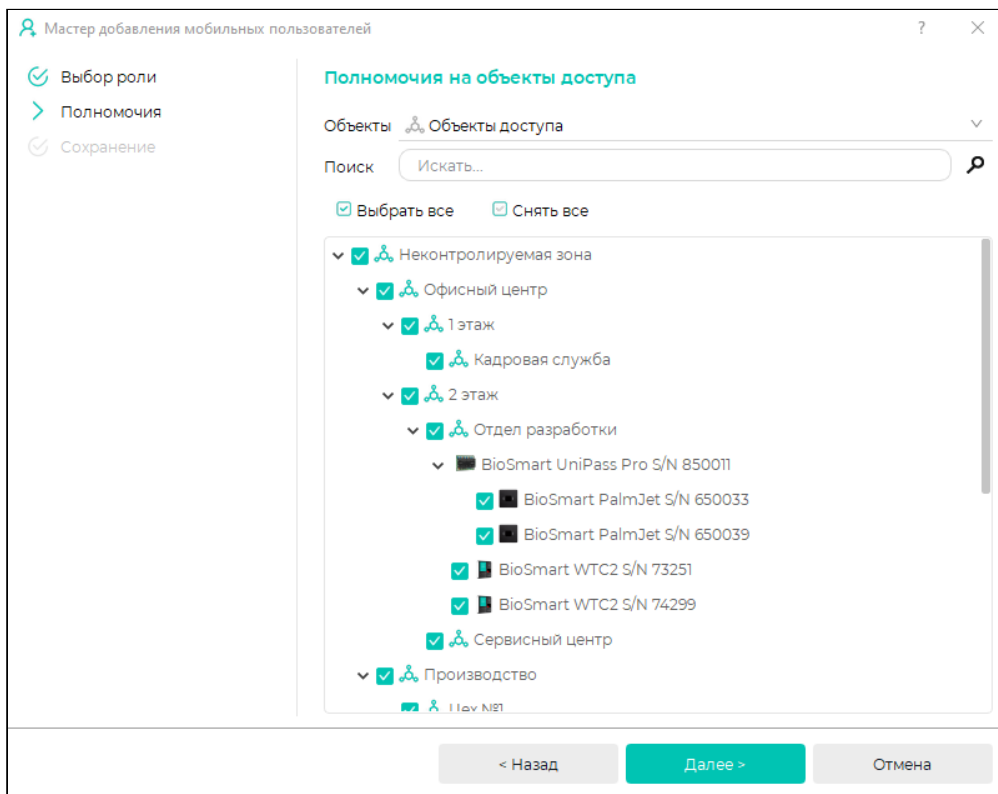 Мастер добавления мобильных пользователей ?
Выбор роли
Полномочия
Сохранение
Полномочия на объекты доступа
Объекты Объекты доступа
Поиск Искать...
Выбрать все Снять все
Неконтролируемая зона
Офисный центр
1 этаж
Кадровая служба
2 этаж
Отдел разработки
BioSmart UniPass Pro S/N 850011
BioSmart PalmJet S/N 650033
BioSmart PalmJet S/N 650039
BioSmart WTC2 S/N 73251
BioSmart WTC2 S/N 74299
Сервисный центр
Производство
Цех №1
< Назад Далее > Отмена